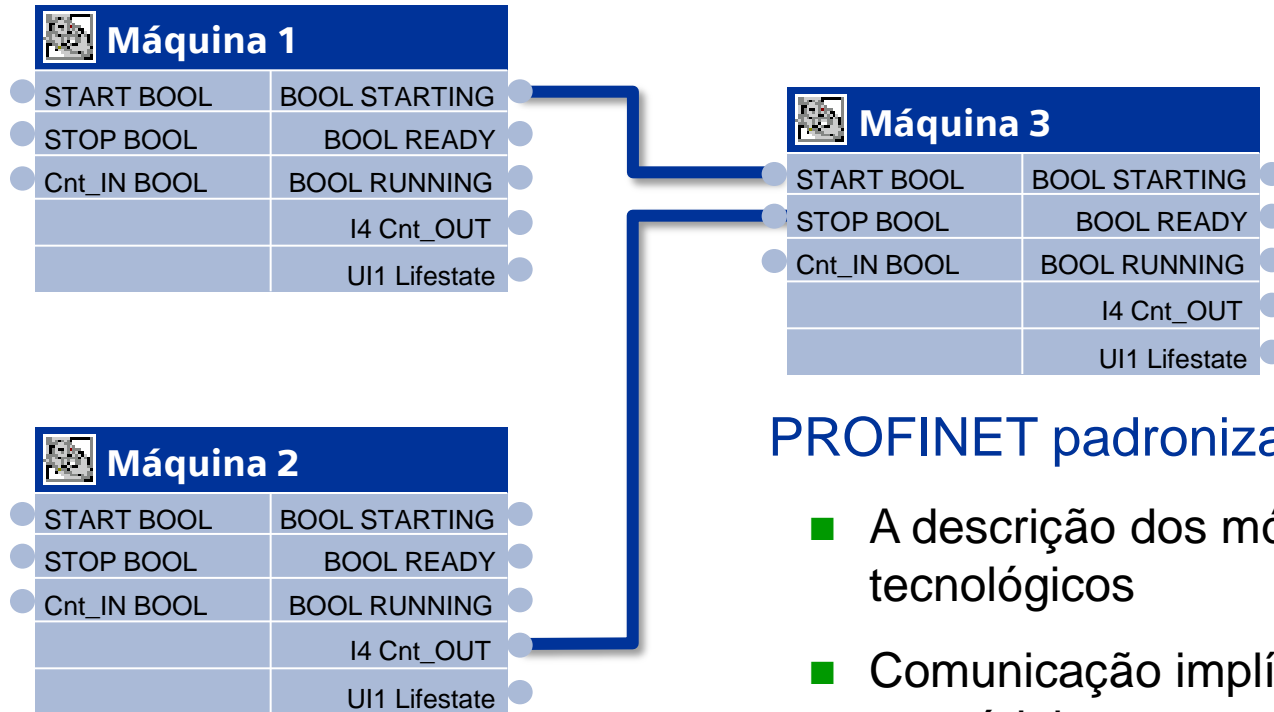 Máquina 1
START BOOL BOOL STARTING
STOP BOOL BOOL READY
Cnt_IN BOOL BOOL RUNNING
I4 Cnt_OUT
UI1 Lifestate
Máquina 3
START BOOL BOOL STARTING
STOP BOOL BOOL READY
Cnt_IN BOOL BOOL RUNNING
I4 Cnt_OUT
UI1 Lifestate
Máquina 2
START BOOL BOOL STARTING
STOP BOOL BOOL READY
Cnt_IN BOOL BOOL RUNNING
I4 Cnt_OUT
UI1 Lifestate
PROFINET padroniza
A descrição dos mó
tecnológicos
Comunicação implí